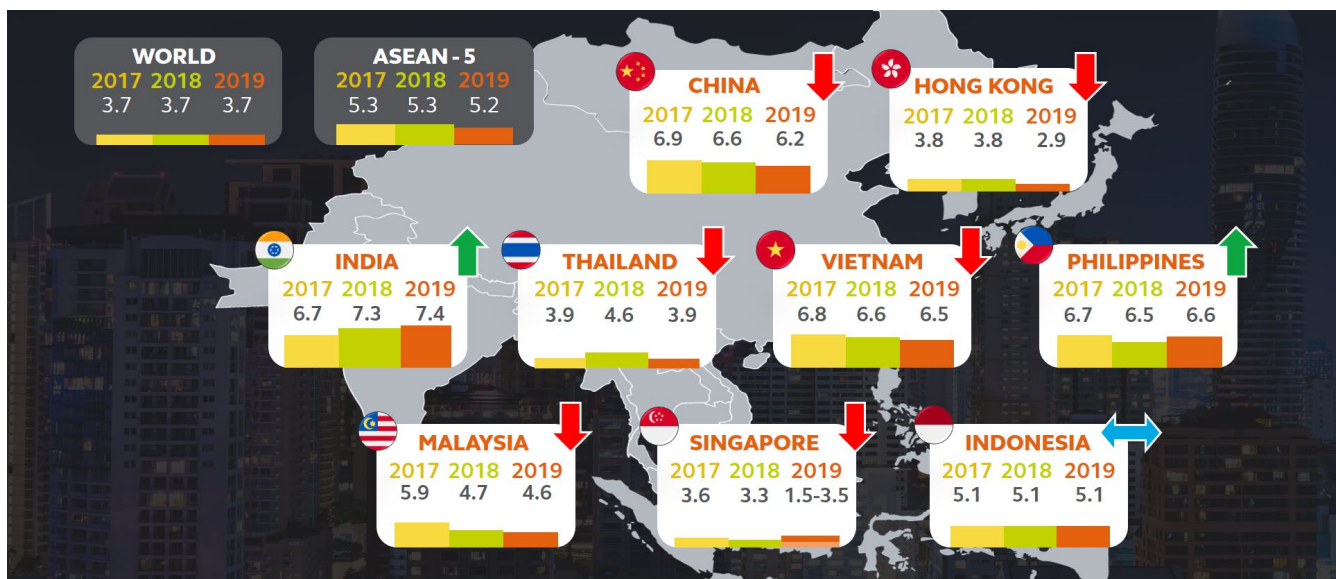 WORLD
2017 2018 2019
3.7 3.7 3.7
ASEAN - 5
2017 2018 2019
5.3 5.3 5.2
CHINA
2017 2018 2019
6.9 6.6 6.2
HONG KONG
2017 2018 2019
3.8 3.8 2.9
INDIA
2017 2018 2019
6.7 7.3 7.4
THAILAND
2017 2018 2019
3.9 4.6 3.9
VIETNAM
2017 2018 2019
6.8 6.6 6.5
PHILIPPINES
2017 2018 2019
6.7 6.5 6.6
MALAYSIA
2017 2018 2019
5.9 4.7 4.6
SINGAPORE
2017 2018 2019
3.6 3.3 1.5-3.5
INDONESIA
2017 2018 2019
5.1 5.1 5.1